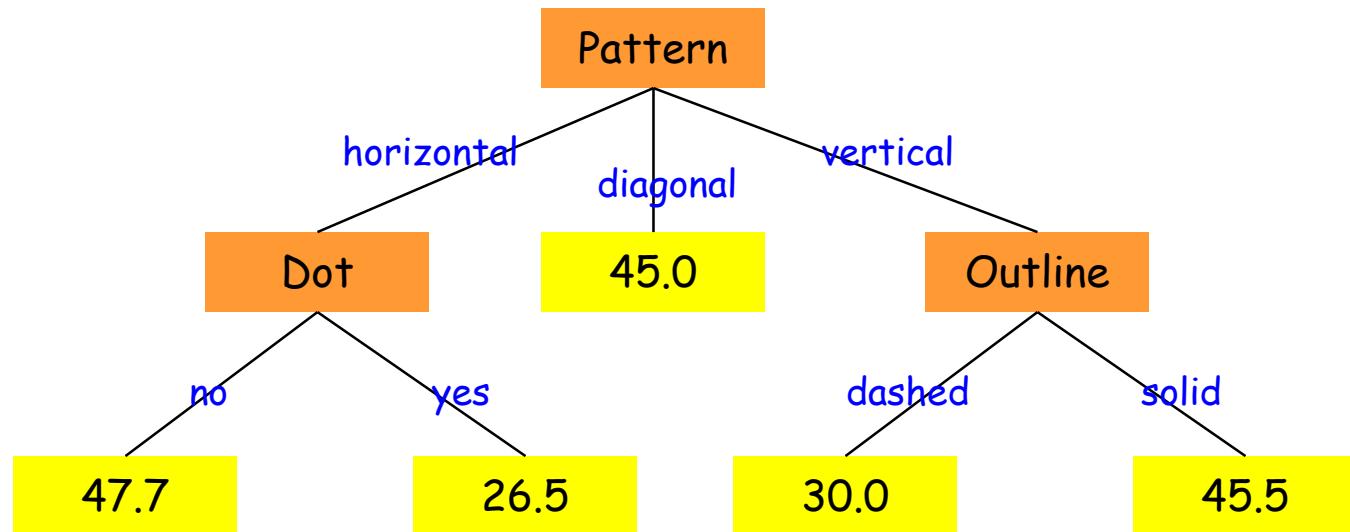 Pattern
horizontal
diagonal
vertical
Dot
45.0
Outline
no
yes
dashed
solid
47.7
26.5
30.0
45.5